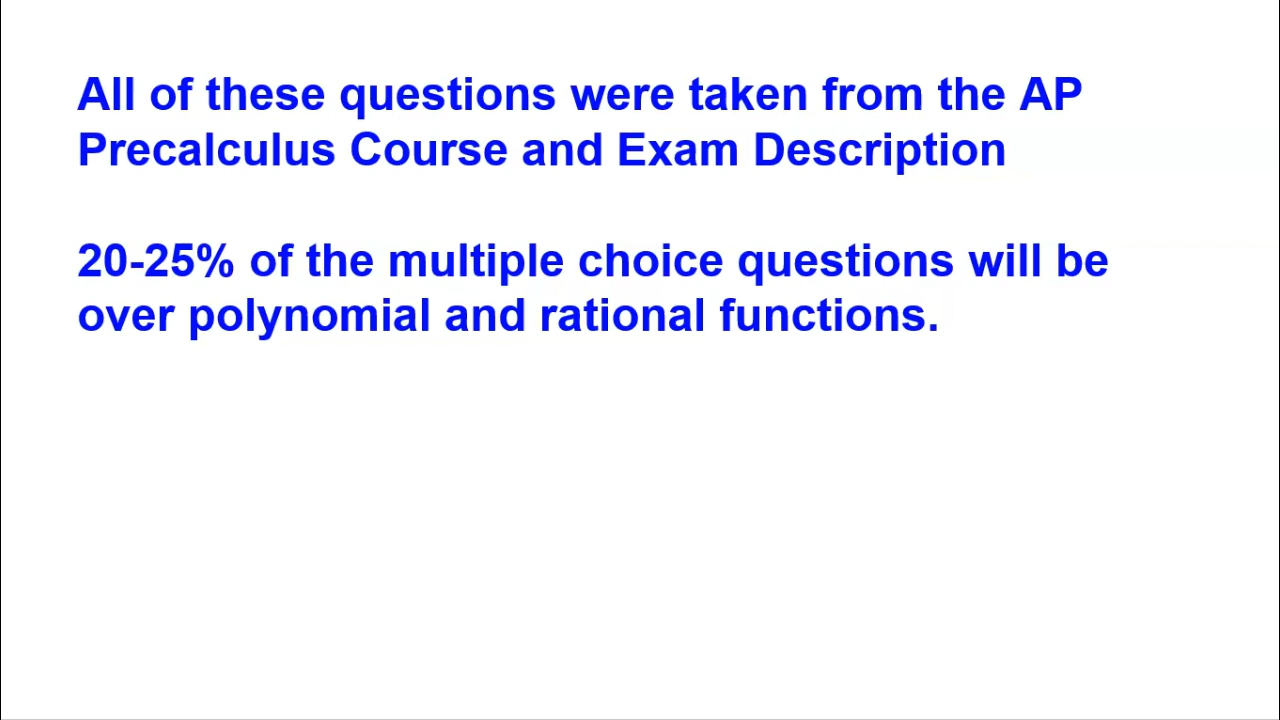 All of these questions were taken from the AP
Precalculus Course and Exam Description
20-25% of the multiple choice questions will be
over polynomial and rational functions.